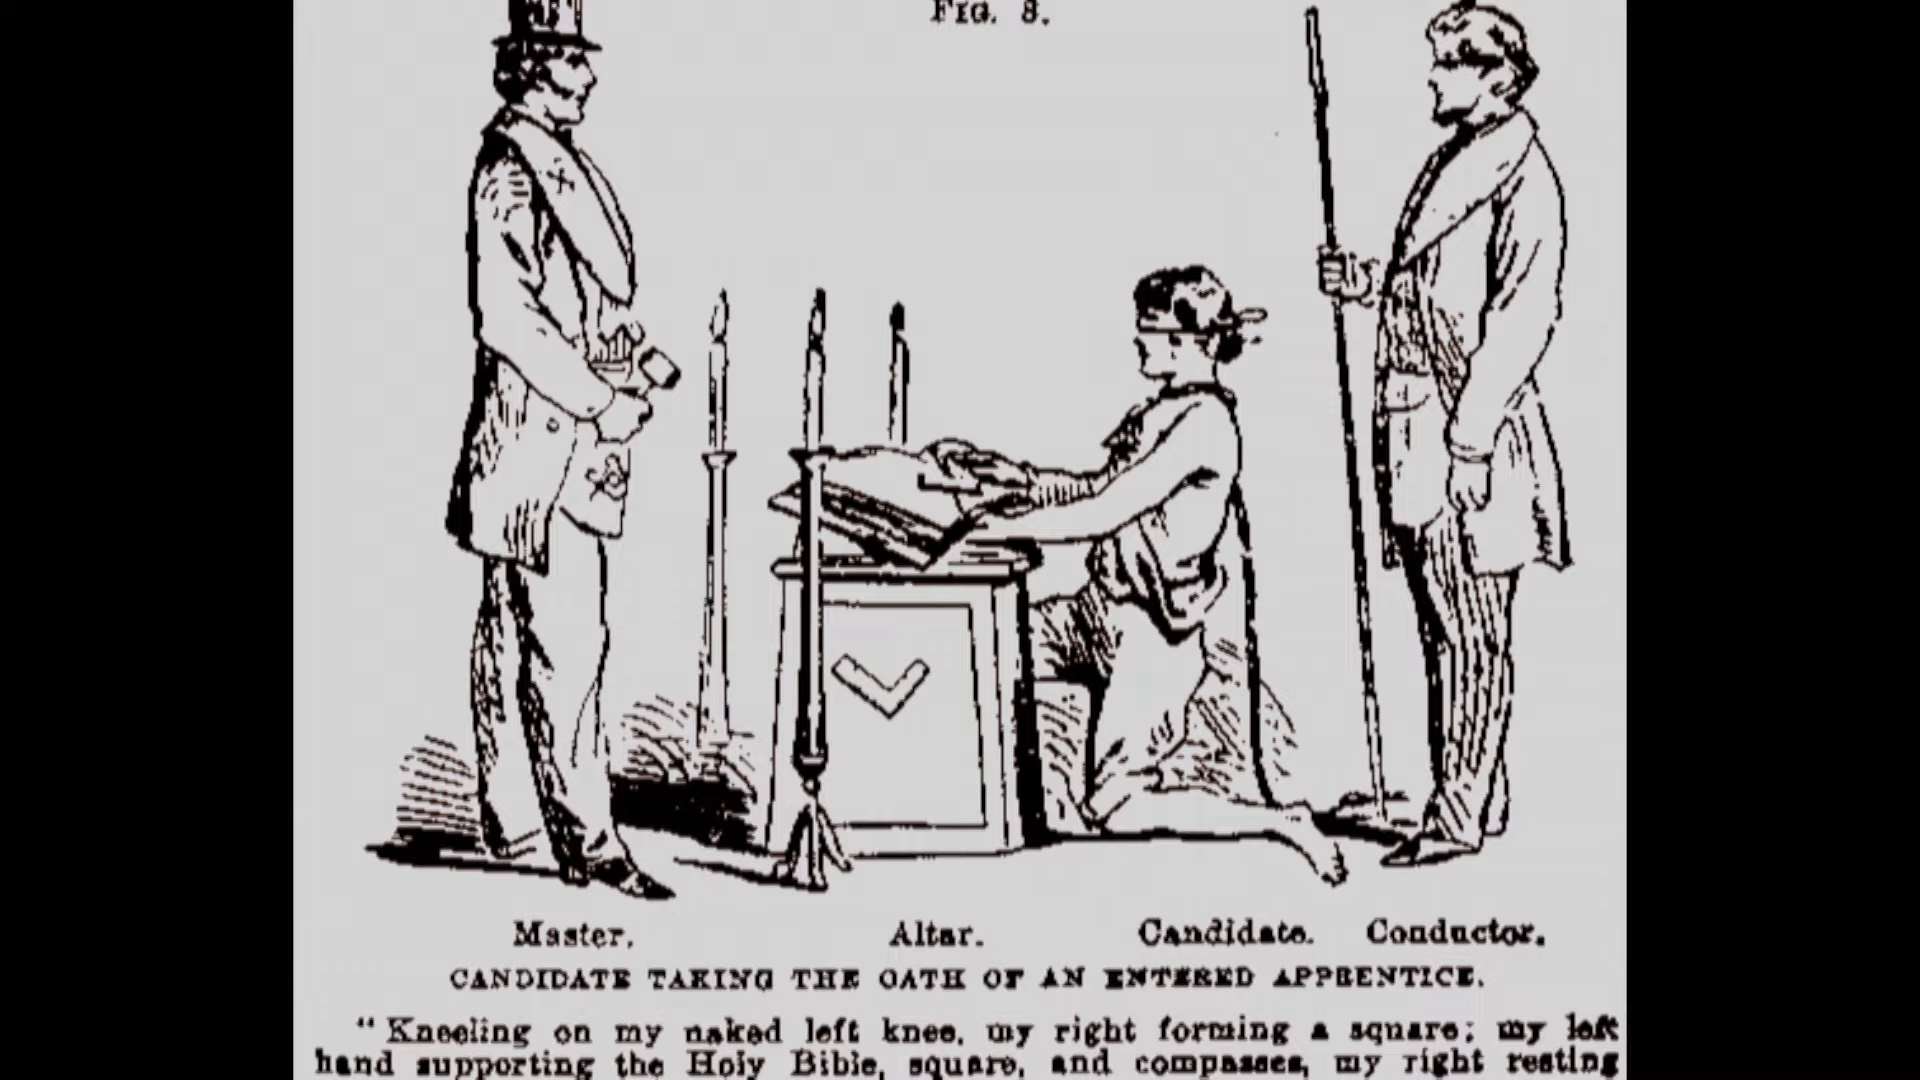 FIG. 8.
Master. Altar. Candidate. Conductor.
CANDIDATE TAKING THE OATH OF AN ENTERED APPRENTICE.
“Kneeling on my naked left knee, my right forming a square; my left
hand supporting the Holy Bible, square, and compasses, my right resting